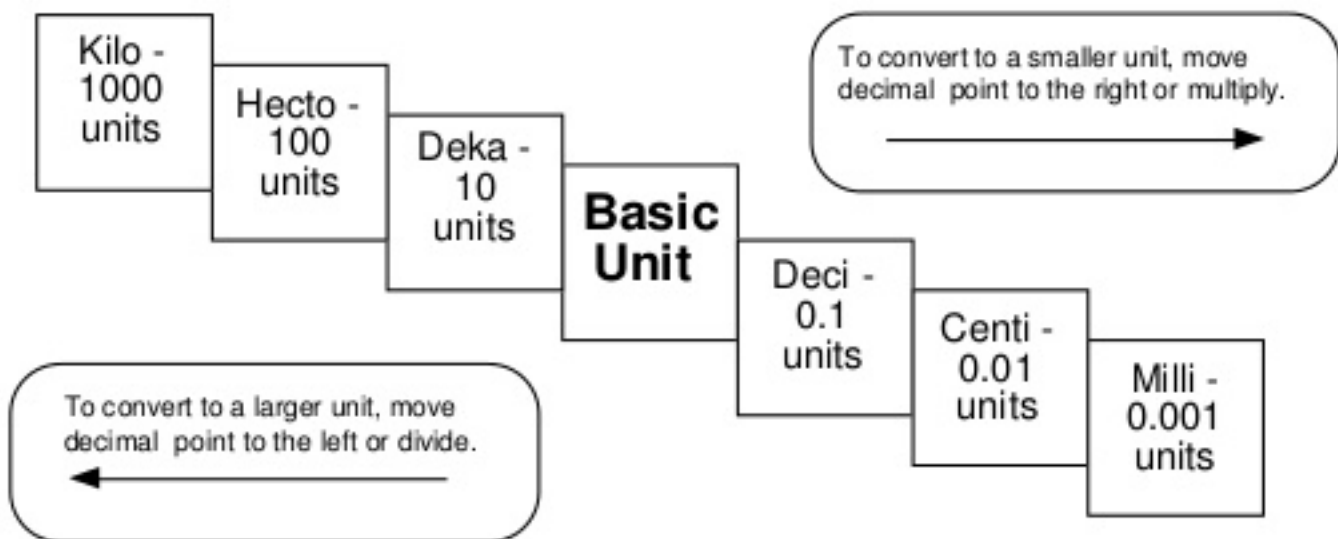 Kilo -
1000
units
Hecto -
100
units
Deka -
10
units
Basic
Unit
Deci -
0.1
units
Centi -
0.01
units
Milli -
0.001
units
To convert to a smaller unit, move
decimal point to the right or multiply.
To convert to a larger unit, move
decimal point to the left or divide.